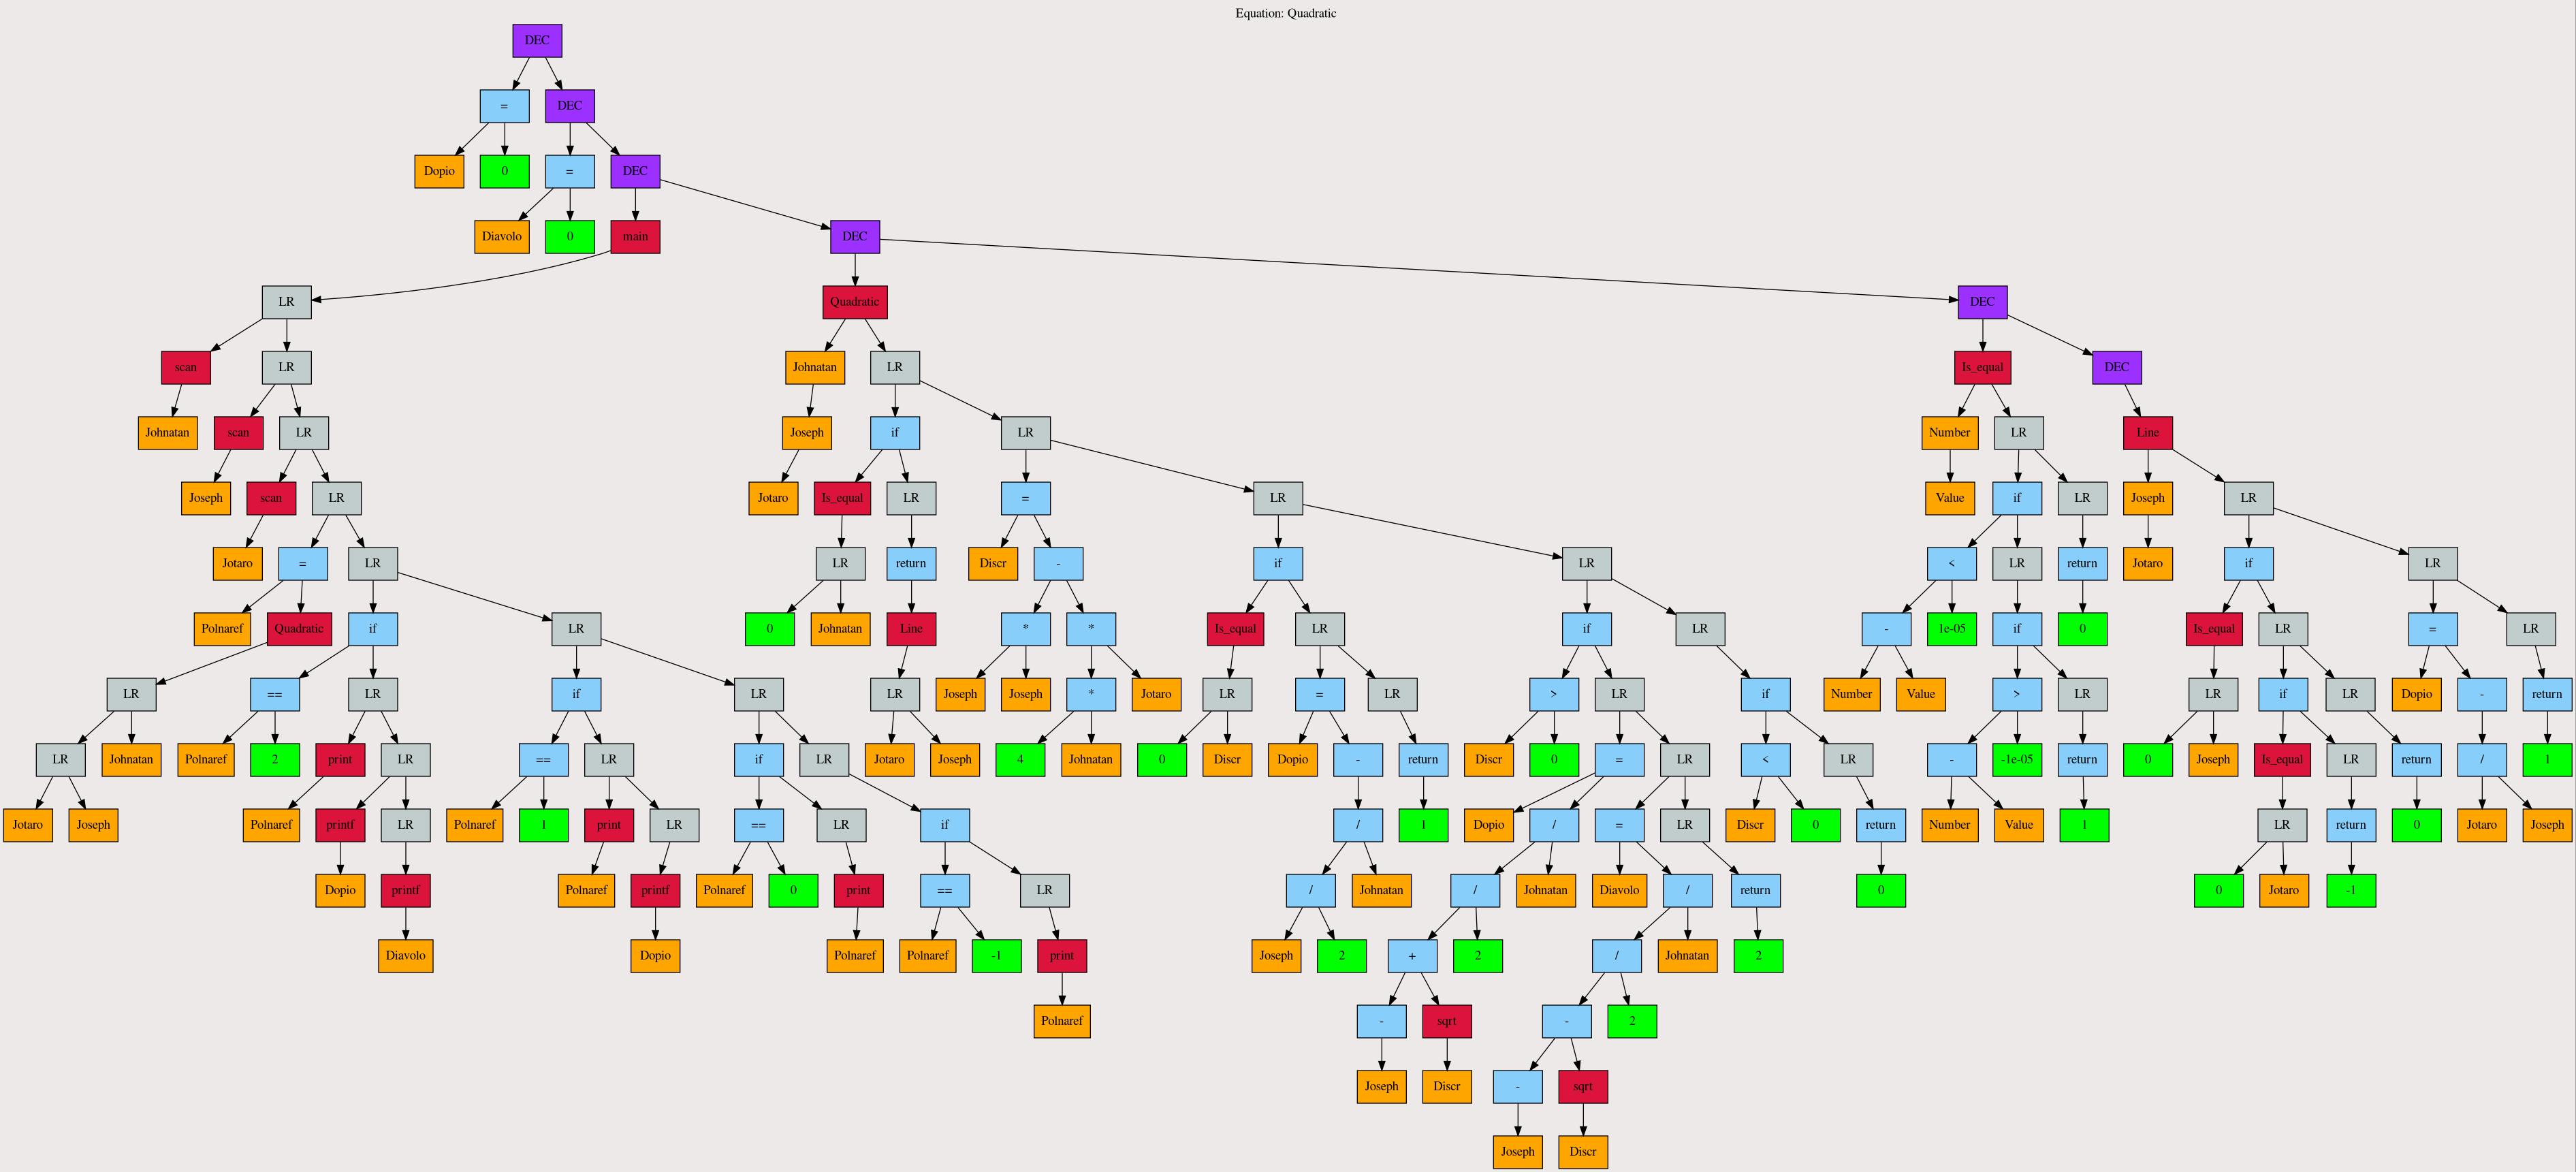 Equation: Quadratic
DEC
= DEC
Dopio 0 = DEC
Diavolo 0 main DEC
LR Quadratic DEC
scan LR Johnatan LR Is_equal DEC
Johnatan scan LR Joseph if LR Number LR Line
Joseph scan LR Jotaro Is_equal LR = LR Value if LR Joseph LR
Jotaro = LR LR return Discr - if LR < LR return Jotaro if LR
Polnaref Quadratic if LR 0 Johnatan Line * * Is_equal LR if LR - 1e-05 if 0 Is_equal LR = LR
LR == LR if LR LR Joseph Joseph * Jotaro LR = LR > LR if Number Value > LR LR if LR Dopio - return
LR Johnatan Polnaref 2 print LR == LR if LR Jotaro Joseph 4 Johnatan 0 Discr Dopio - return Discr 0 = LR < LR - -1e-05 return 0 Joseph Is_equal LR return / 1
Jotaro Joseph Polnaref printf LR Polnaref 1 print LR == LR if / 1 Dopio / = LR Discr 0 return Number Value 1 LR return 0 Jotaro Joseph
Dopio printf Polnaref printf Polnaref 0 print == LR / Johnatan / Johnatan Diavolo / return 0 0 Jotaro -1
Diavolo Dopio Polnaref Polnaref -1 print Joseph 2 + 2 / Johnatan 2
Polnaref - sqrt - 2
Joseph Discr - sqrt
Joseph Discr